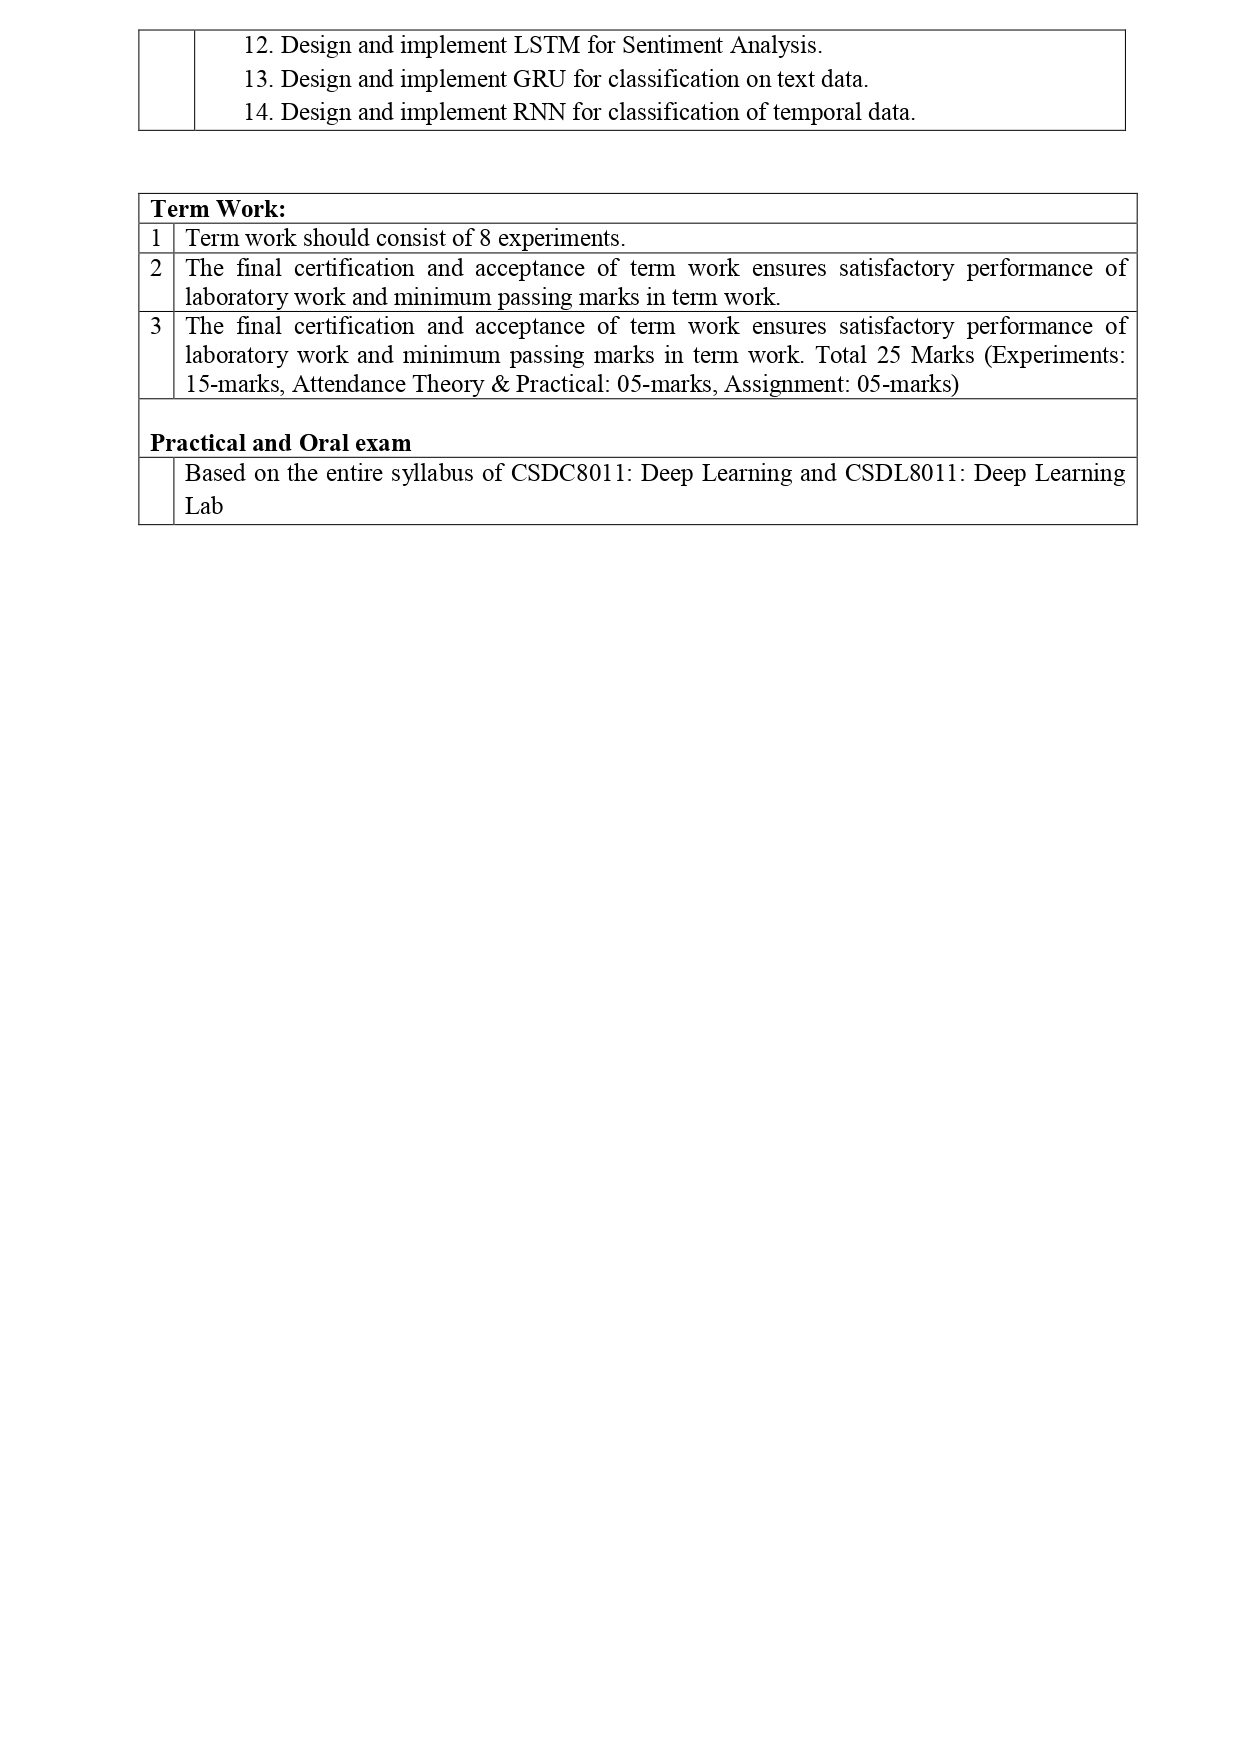 12. Design and implement LSTM for Sentiment Analysis.
13. Design and implement GRU for classification on text data.
14. Design and implement RNN for classification of temporal data.
Term Work:
1 Term work should consist of 8 experiments.
2 The final certification and acceptance of term work ensures satisfactory performance of
laboratory work and minimum passing marks in term work.
3 The final certification and acceptance of term work ensures satisfactory performance of
laboratory work and minimum passing marks in term work. Total 25 Marks (Experiments:
15-marks, Attendance Theory & Practical: 05-marks, Assignment: 05-marks)
Practical and Oral exam
Based on the entire syllabus of CSDC8011: Deep Learning and CSDL8011: Deep Learning
Lab